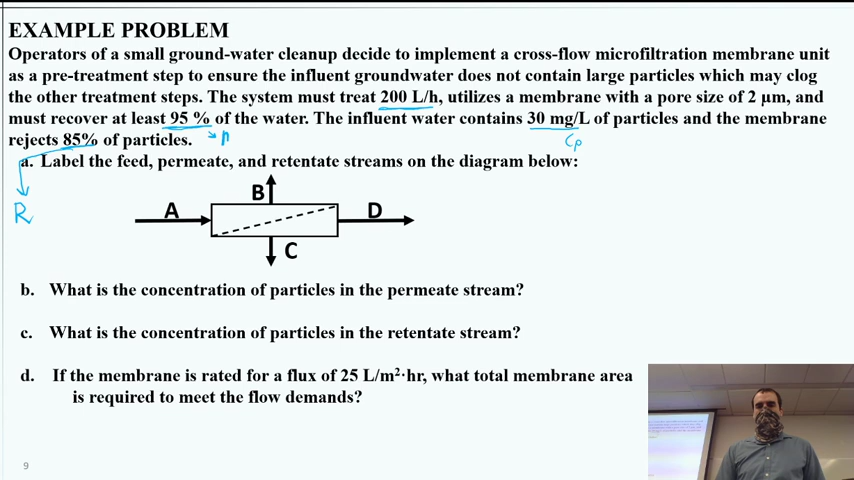 EXAMPLE PROBLEM
Operators of a small ground-water cleanup decide to implement a cross-flow microfiltration membrane unit
as a pre-treatment step to ensure the influent groundwater does not contain large particles which may clog
the other treatment steps. The system must treat 200 L/h, utilizes a membrane with a pore size of 2 µm, and
must recover at least 95 % of the water. The influent water contains 30 mg/L of particles and the membrane
rejects 85% of particles.
n
Cp
a. Label the feed, permeate, and retentate streams on the diagram below:
R
A
B
D
C
b. What is the concentration of particles in the permeate stream?
c. What is the concentration of particles in the retentate stream?
d. If the membrane is rated for a flux of 25 L/m²·hr, what total membrane area
is required to meet the flow demands?
9